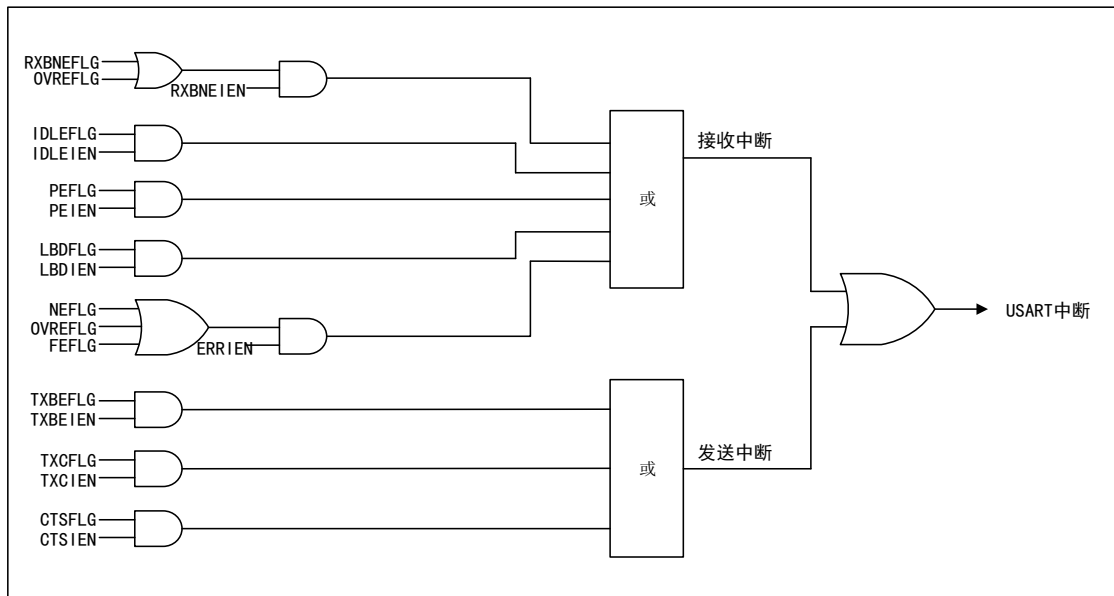 RXBNEFLG
OVREFLG
RXBNEIEN
IDLEFLG
IDLEIEN
PEFLG
PEIEN
LBDFLG
LBDIEN
NEFLG
OVREFLG
FEFLG
ERRIEN
或
接收中断
USART中断
TXBEFLG
TXBEIEN
TXCFLG
TXCIEN
CTSFLG
CTSIEN
或
发送中断